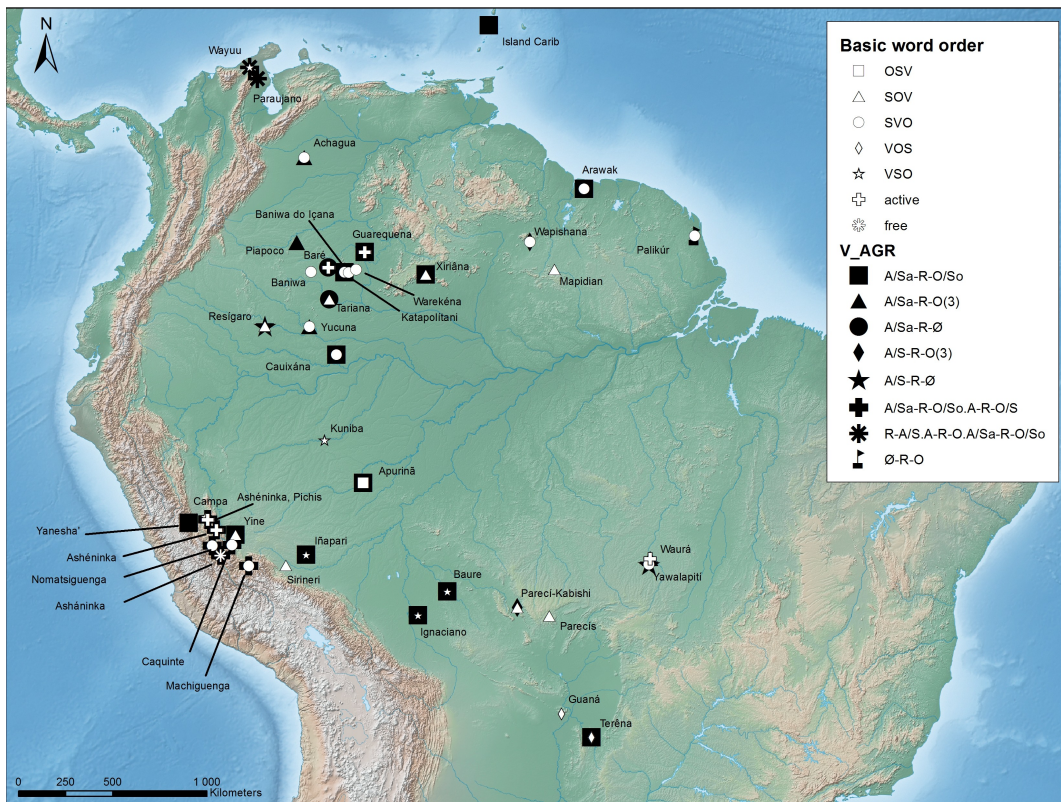 N
Island Carib
Wayuu
Paraujano
Achagua
Arawak
Baniwa do Içana
Guarequena
Wapishana
Palikúr
Piapoco
Baré
Xiriâna
Mapidian
Baniwa
Warekéna
Tariana
Katapolítani
Resígaro
Yucuna
Cauixána
Kuniba
Apurinã
Campa
Ashéninka, Pichis
Yanesha'
Yine
Ashéninka
Iñapari
Waurá
Nomatsiguenga
Sirineri
Yawalapití
Baure
Asháninka
Parecí-Kabishi
Ignaciano
Parecís
Caquinte
Machiguenga
Guaná
Terêna
0 250 500 1 000
Kilometers
Basic word order
OSV
SOV
SVO
VOS
VSO
active
free
V_AGR
A/Sa-R-O/So
A/Sa-R-O(3)
A/Sa-R-Ø
A/S-R-O(3)
A/S-R-Ø
A/Sa-R-O/So.A-R-O/S
R-A/S.A-R-O.A/Sa-R-O/So
Ø-R-O